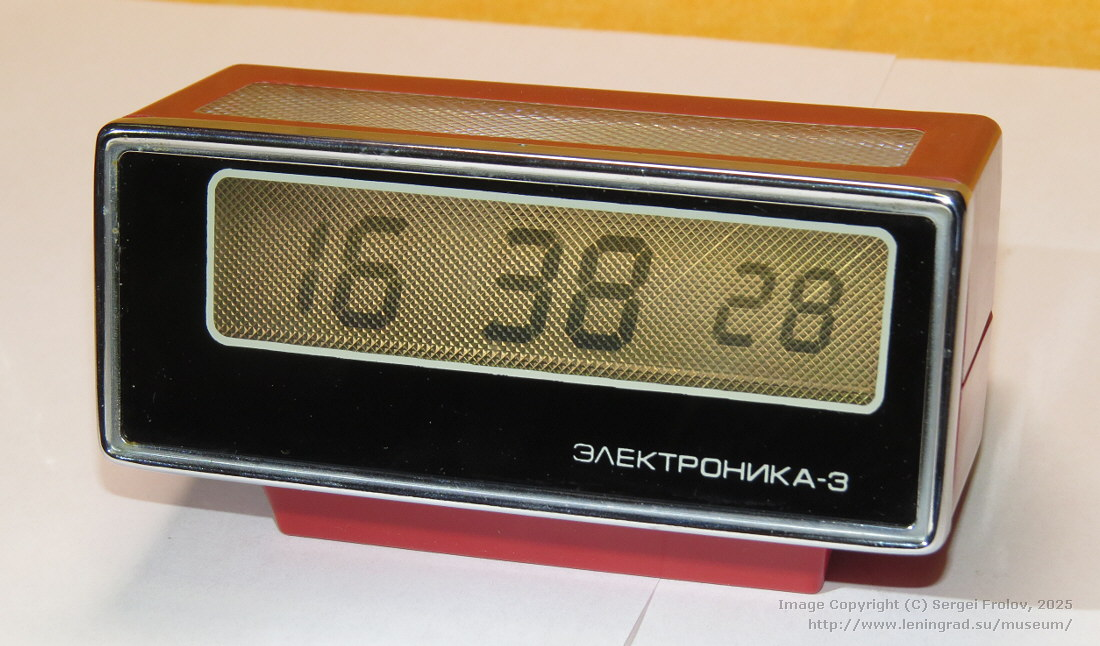 16 38 28
ЭЛЕКТРОНИКА-3
Image Copyright (C) Sergei Frolov, 2025
http://www.leningrad.su/museum/